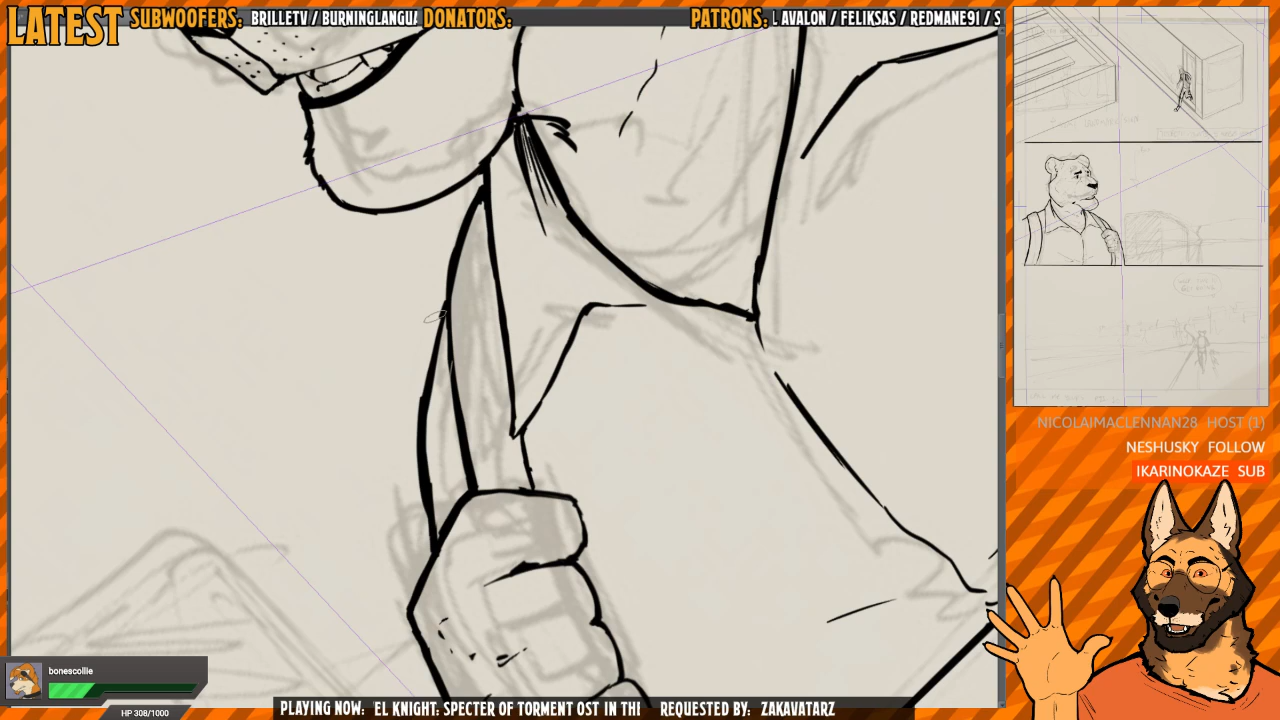 LATEST SUBWOOFERS: BRILLETV / BURNINGLANGUA DONATORS: PATRONS: L AVALON / FELIKSAS / REDMANE91 / S
NICOLAIMACLENNAN28 HOST (1)
NESHUSKY FOLLOW
IKARINOKAZE SUB
bonescollie
HP 308/1000
PLAYING NOW: EL KNIGHT: SPECTER OF TORMENT OST IN THI REQUESTED BY: ZAKAVATARZ